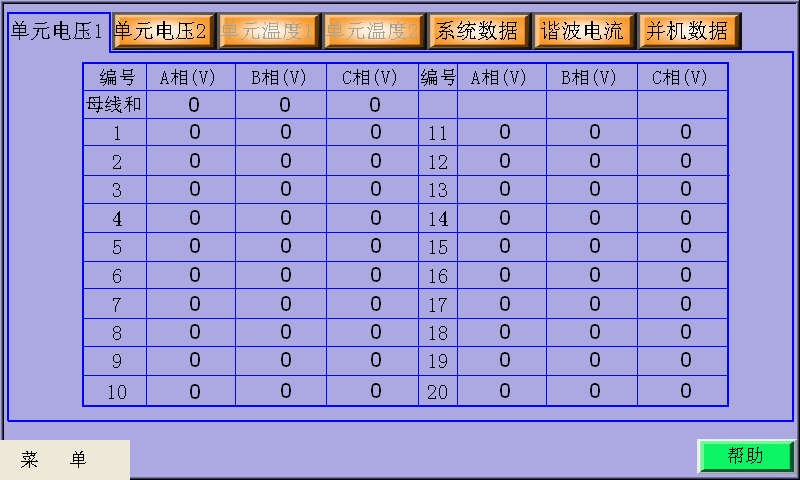 单元电压1 单元电压2 单元温度1 单元温度2 系统数据 谐波电流 并机数据
编号 A相(V) B相(V) C相(V) 编号 A相(V) B相(V) C相(V)
母线和 0 0 0
1 0 0 0 11 0 0 0
2 0 0 0 12 0 0 0
3 0 0 0 13 0 0 0
4 0 0 0 14 0 0 0
5 0 0 0 15 0 0 0
6 0 0 0 16 0 0 0
7 0 0 0 17 0 0 0
8 0 0 0 18 0 0 0
9 0 0 0 19 0 0 0
10 0 0 0 20 0 0 0
菜 单 帮助